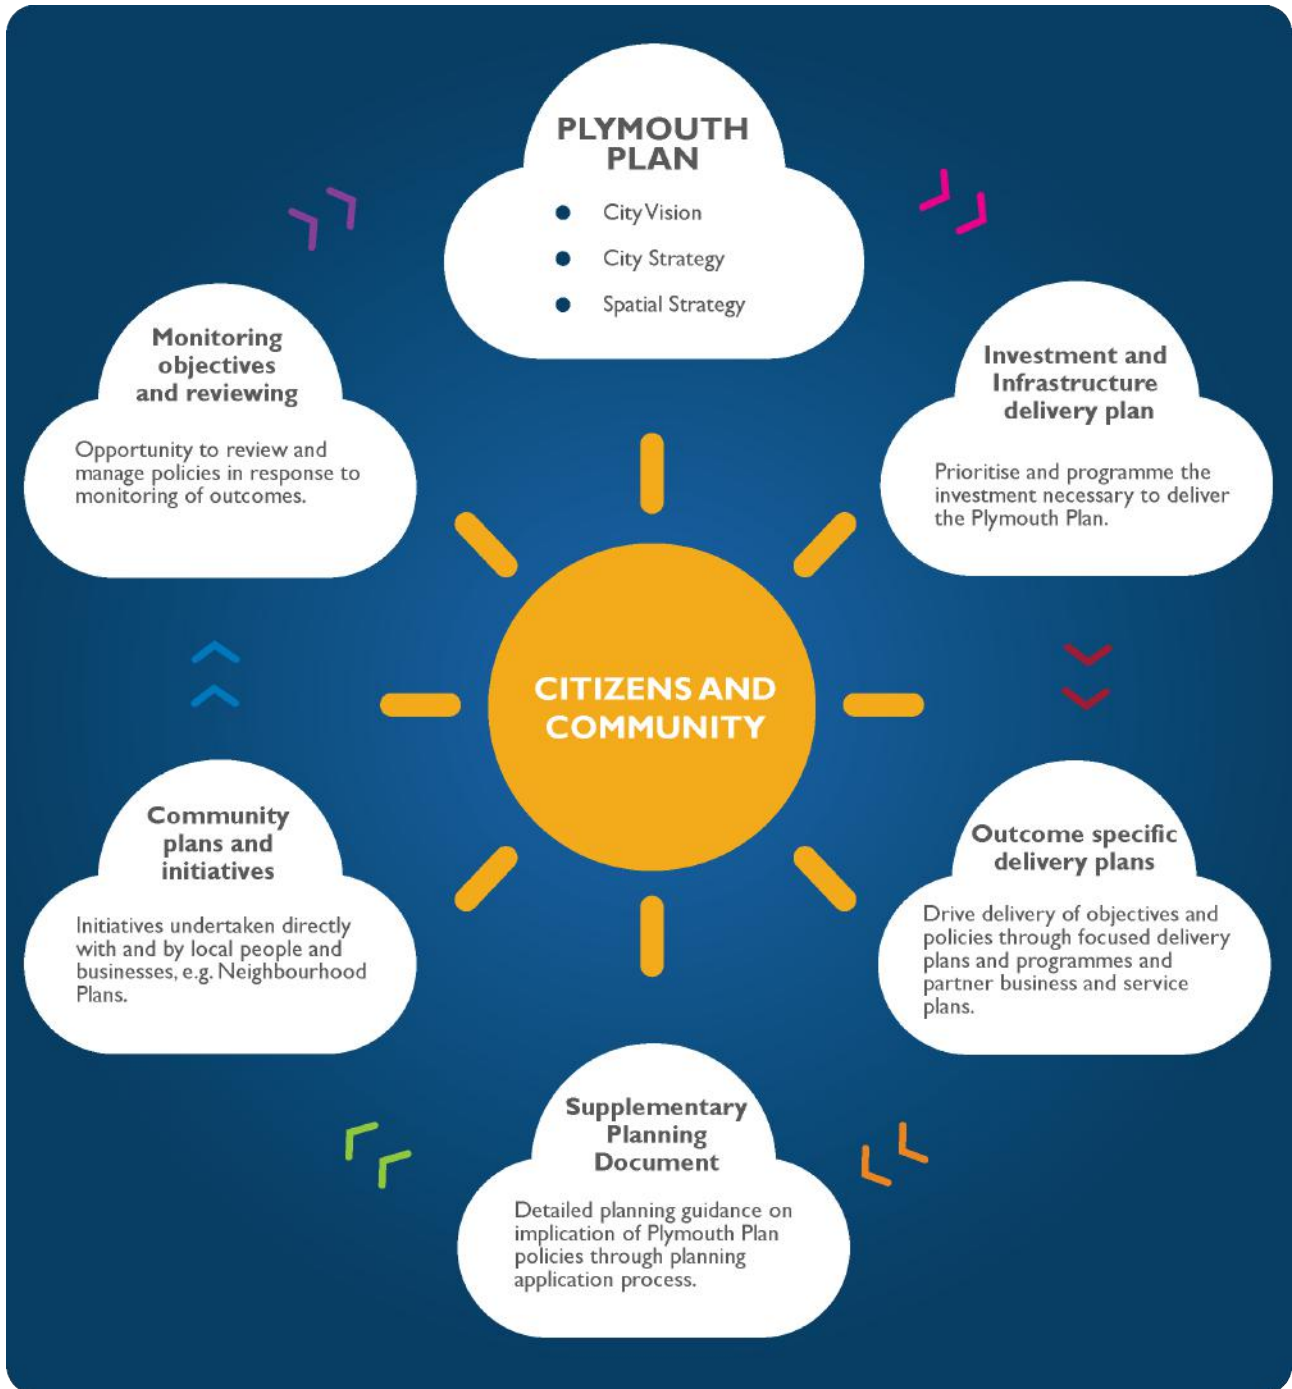 PLYMOUTH
PLAN
● City Vision
● City Strategy
● Spatial Strategy
Investment and
Infrastructure
delivery plan
Prioritise and programme the
investment necessary to deliver
the Plymouth Plan.
Outcome specific
delivery plans
Drive delivery of objectives and
policies through focused delivery
plans and programmes and
partner business and service
plans.
Supplementary
Planning
Document
Detailed planning guidance on
implication of Plymouth Plan
policies through planning
application process.
Community
plans and
initiatives
Initiatives undertaken directly
with and by local people and
businesses, e.g. Neighbourhood
Plans.
Monitoring
objectives
and reviewing
Opportunity to review and
manage policies in response to
monitoring of outcomes.
CITIZENS AND
COMMUNITY